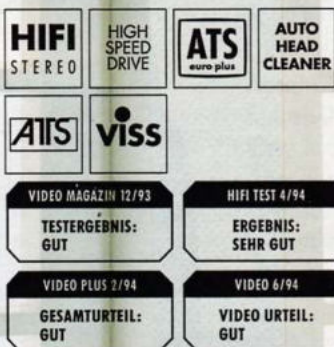 HIFI
STEREO
HIGH
SPEED
DRIVE
ATS
euro plus
AUTO
HEAD
CLEANER
ATS
viss
VIDEO MAGAZIN 12/93
TESTERGEBNIS:
GUT
HIFI TEST 4/94
ERGEBNIS:
SEHR GUT
VIDEO PLUS 2/94
GESAMTURTEIL:
GUT
VIDEO 6/94
VIDEO URTEIL:
GUT